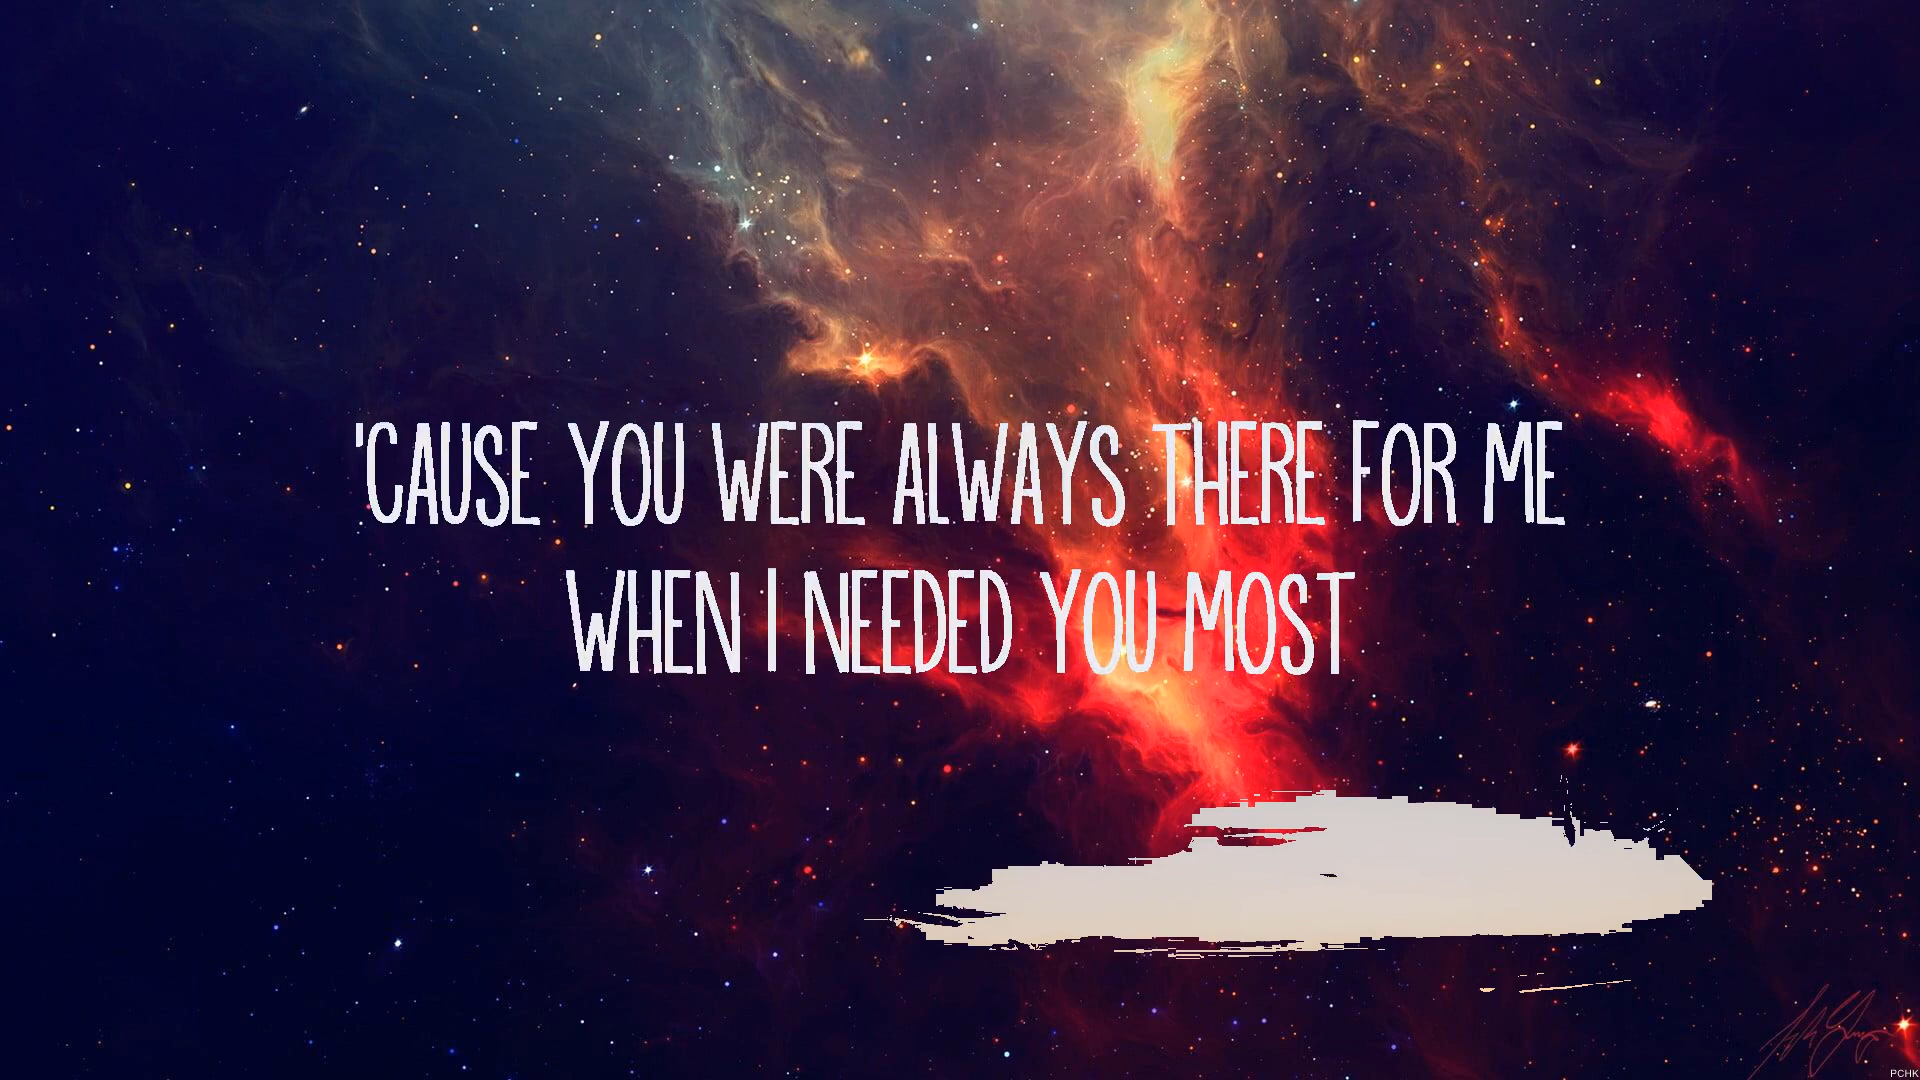 'CAUSE YOU WERE ALWAYS THERE FOR ME
WHEN I NEEDED YOU MOST
PCHK